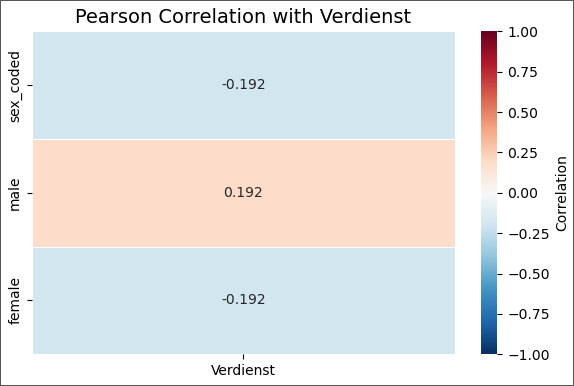 Pearson Correlation with Verdienst
sex_coded
-0.192
male
0.192
female
-0.192
Verdienst
1.00
0.75
0.50
0.25
0.00
−0.25
−0.50
−0.75
−1.00
Correlation